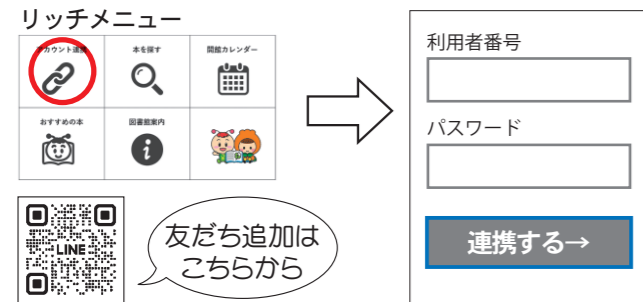 リッチメニュー
アカウント連携
本を探す
開館カレンダー
おすすめの本
図書館案内
LINE
友だち追加は
こちらから
利用者番号
パスワード
連携する→